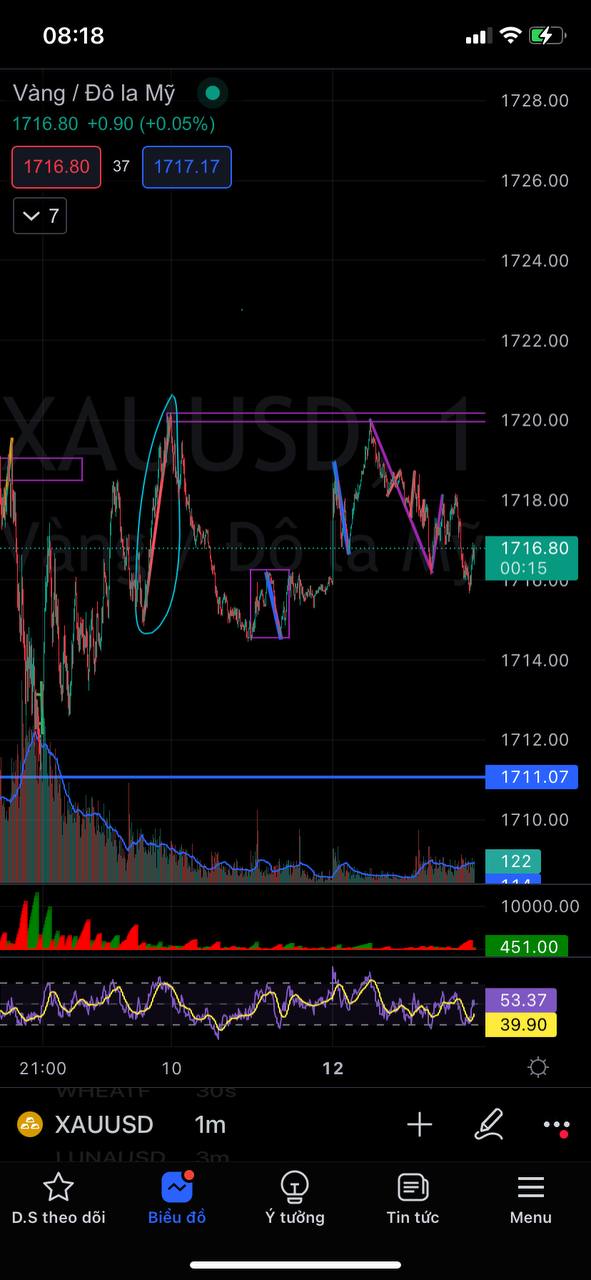 08:18
Vàng / Đô la Mỹ
1716.80 +0.90 (+0.05%)
1716.80 37 1717.17
7
1728.00
1726.00
1724.00
1722.00
XAUUSD, 1
1720.00
1718.00
Vàng / Đô la Mỹ
1716.80
00:15
1716.00
1714.00
1712.00
1711.07
1710.00
122
114
10000.00
451.00
53.37
39.90
21:00 10 12
WHEATF 30s
XAUUSD 1m
LUNAUSD 3m
D.S theo dõi Biểu đồ Ý tưởng Tin tức Menu